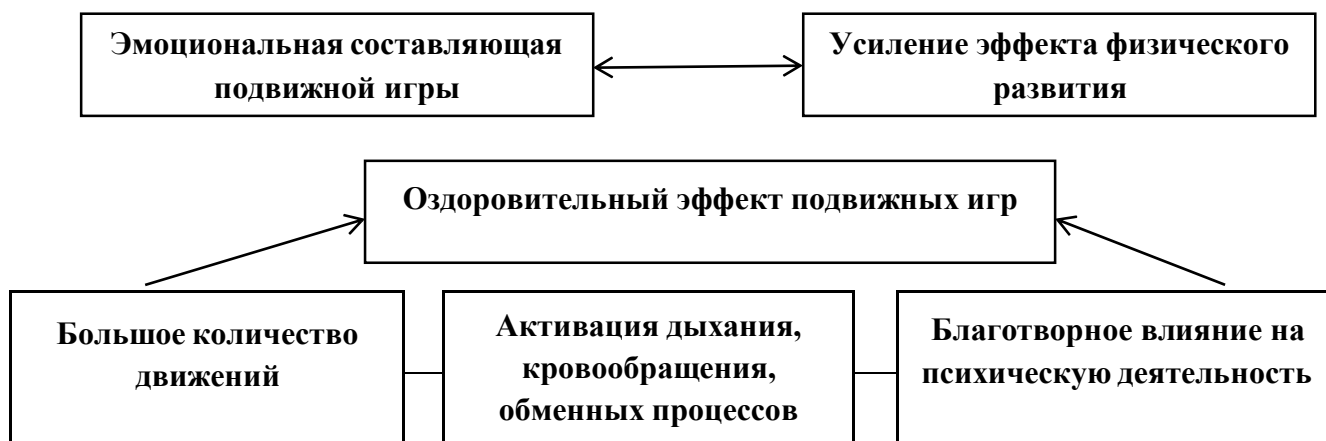 Эмоциональная составляющая
подвижной игры
Усиление эффекта физического
развития
Оздоровительный эффект подвижных игр
Большое количество
движений
Активация дыхания,
кровообращения,
обменных процессов
Благотворное влияние на
психическую деятельность